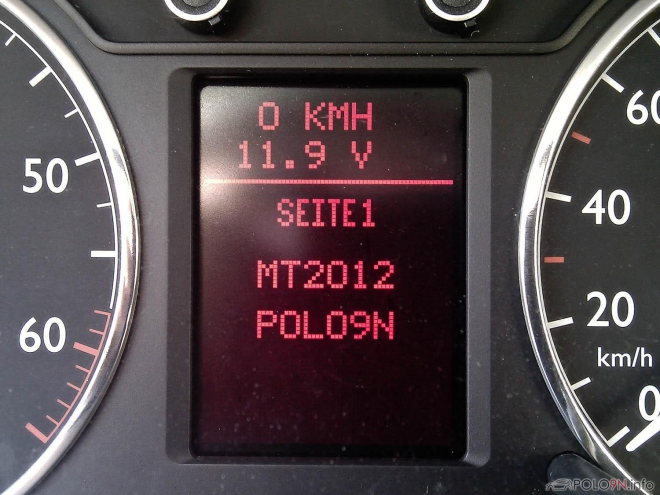 0 KMH
11.9 V
SEITE1
MT2012
POLO9N
50
60
60
40
20
km/h
0
POLO9N.info